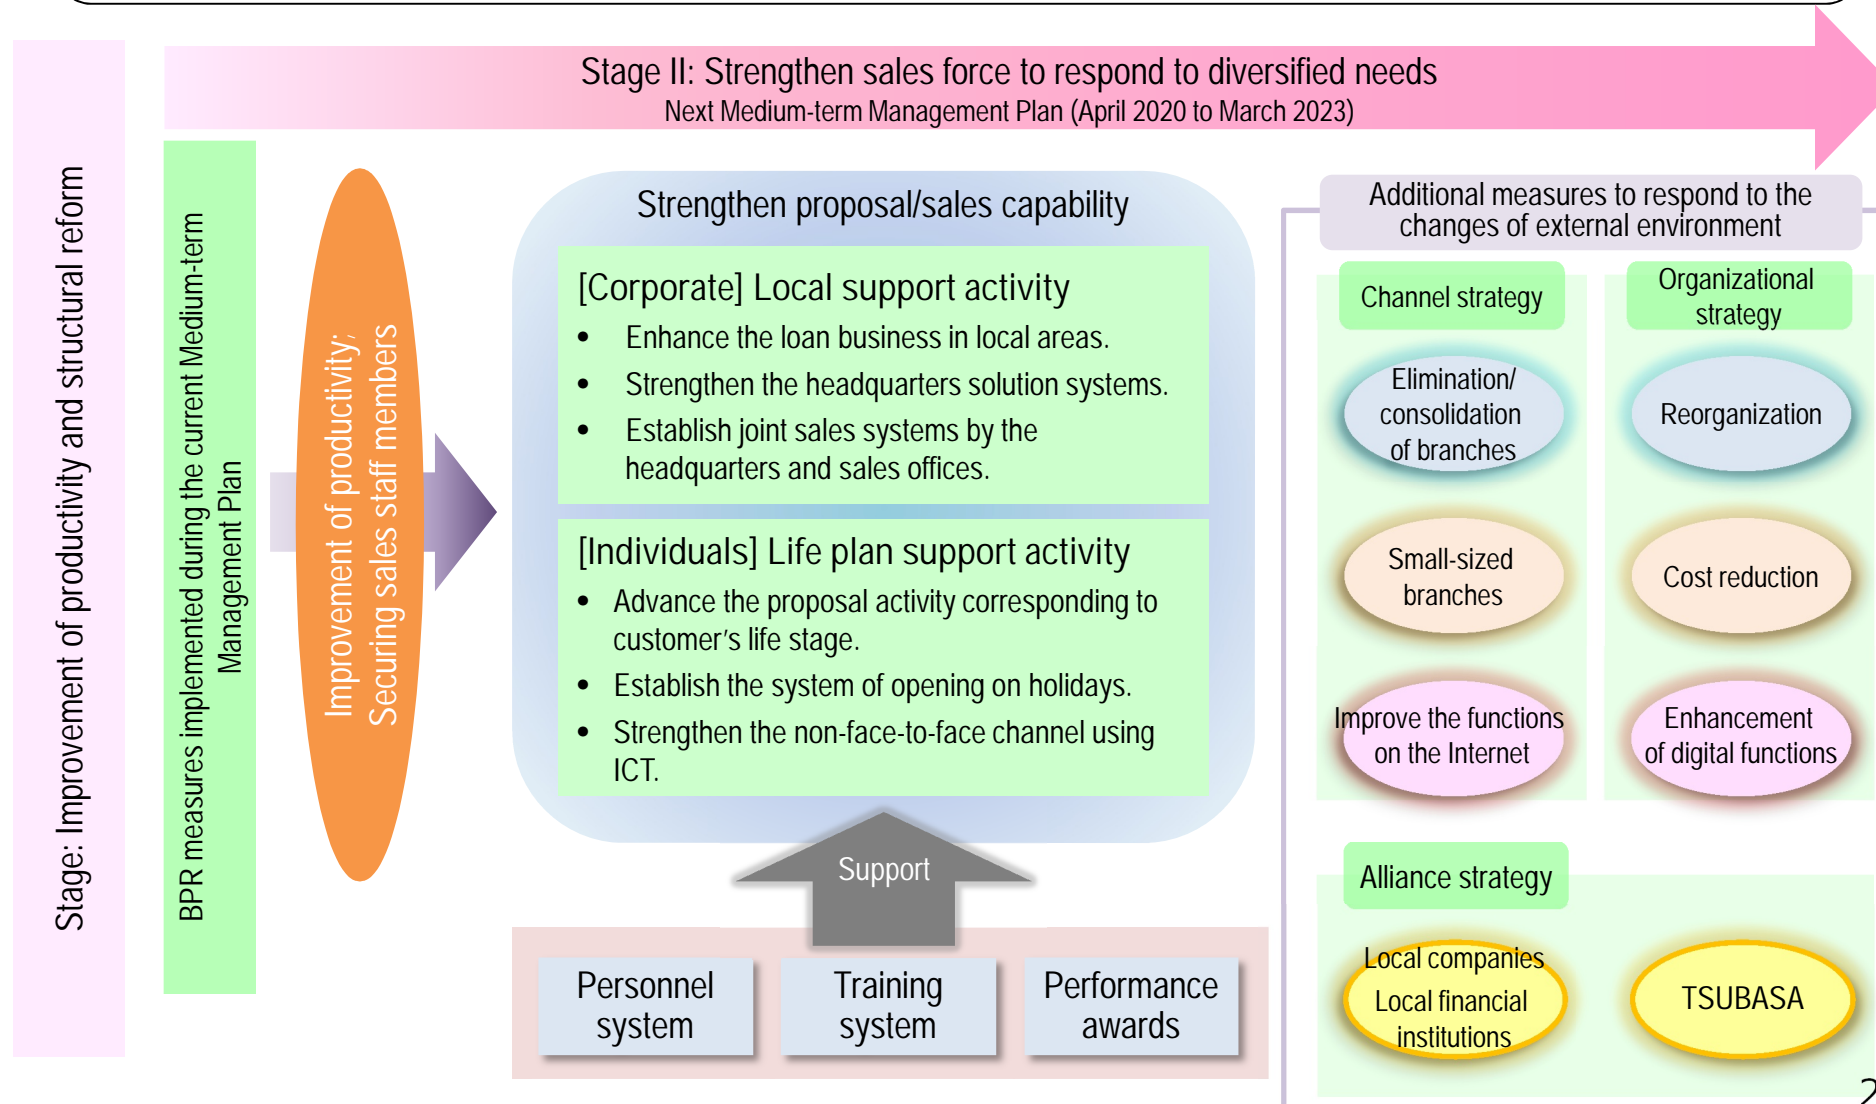 Stage II: Strengthen sales force to respond to diversified needs
Next Medium-term Management Plan (April 2020 to March 2023)
Stage: Improvement of productivity and structural reform
BPR measures implemented during the current Medium-term
Management Plan
Improvement of productivity;
Securing sales staff members
Strengthen proposal/sales capability
[Corporate] Local support activity
• Enhance the loan business in local areas.
• Strengthen the headquarters solution systems.
• Establish joint sales systems by the
headquarters and sales offices.
[Individuals] Life plan support activity
• Advance the proposal activity corresponding to
customer's life stage.
• Establish the system of opening on holidays.
• Strengthen the non-face-to-face channel using
ICT.
Support
Personnel
system
Training
system
Performance
awards
Additional measures to respond to the
changes of external environment
Channel strategy
Elimination/
consolidation
of branches
Small-sized
branches
Improve the functions
on the Internet
Organizational
strategy
Reorganization
Cost reduction
Enhancement
of digital functions
Alliance strategy
Local companies
Local financial
institutions
TSUBASA